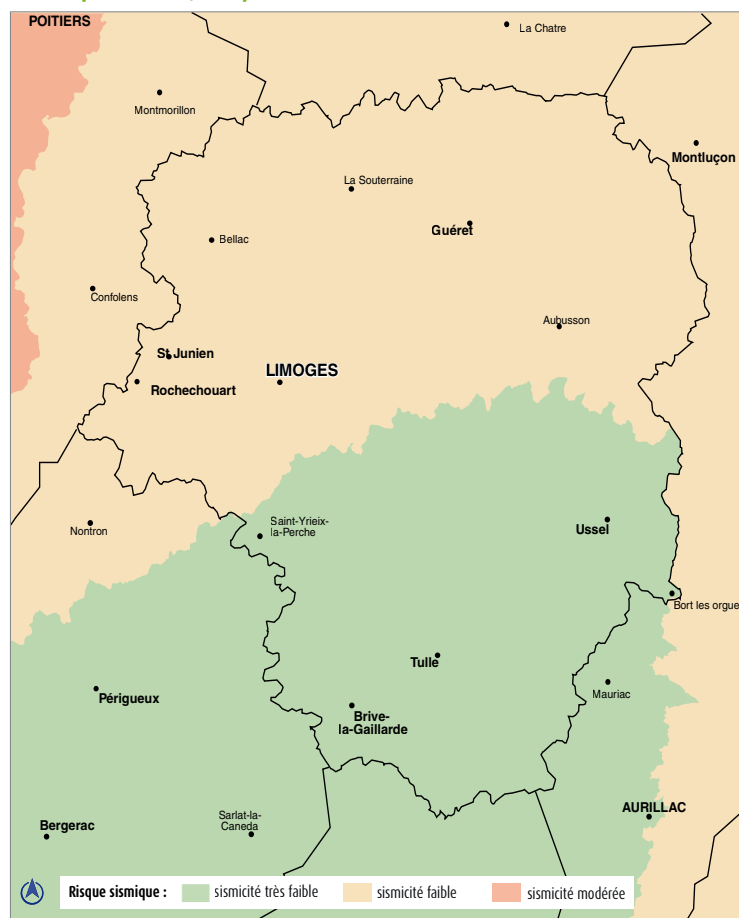 POITIERS
La Chatre
Montmorillon
Montluçon
La Souterraine
Guéret
Bellac
Confolens
Aubusson
St Junien
LIMOGES
Rochechouart
Saint-Yrieix-
la-Perche
Nontron
Ussel
Bort les orgue
Tulle
Mauriac
Périgueux
Brive-
la-Gaillarde
AURILLAC
Sarlat-la-
Caneda
Bergerac
Risque sismique : sismicité très faible sismicité faible sismicité modérée